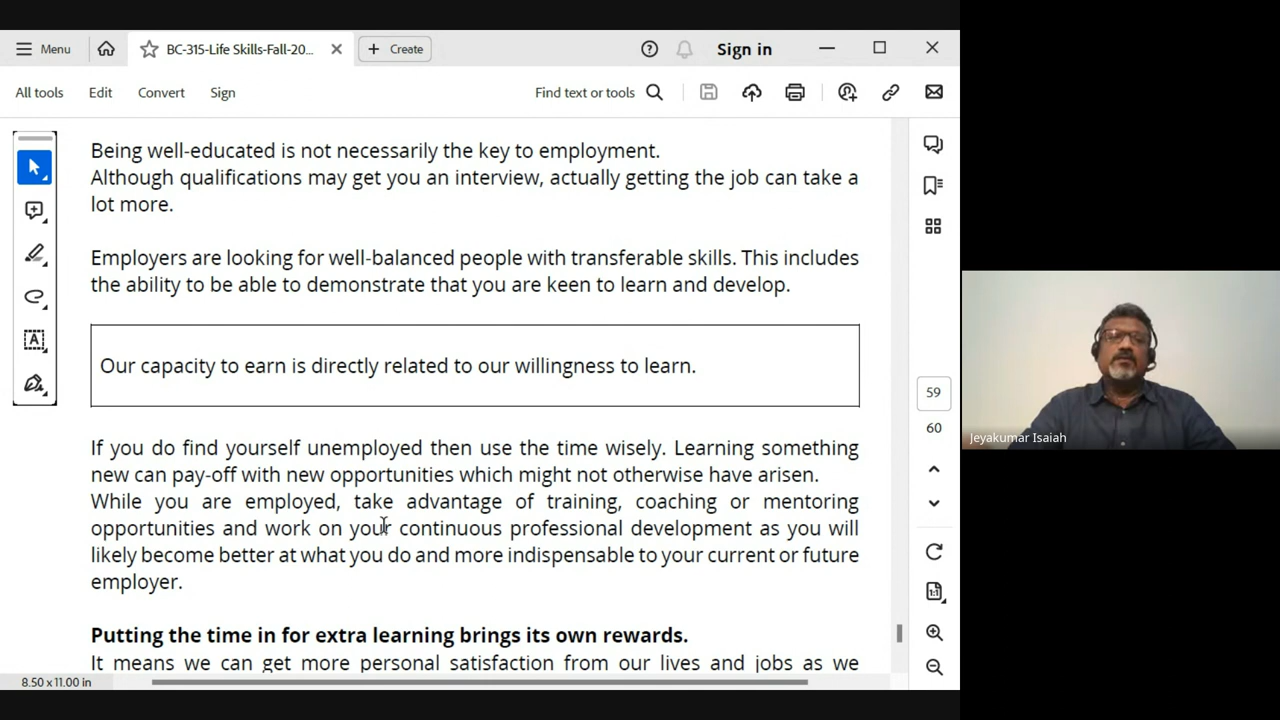 Menu
BC-315-Life Skills-Fall-20...
Create
Sign in
All tools
Edit
Convert
Sign
Find text or tools
Being well-educated is not necessarily the key to employment.
Although qualifications may get you an interview, actually getting the job can take a
lot more.
Employers are looking for well-balanced people with transferable skills. This includes
the ability to be able to demonstrate that you are keen to learn and develop.
Our capacity to earn is directly related to our willingness to learn.
If you do find yourself unemployed then use the time wisely. Learning something
new can pay-off with new opportunities which might not otherwise have arisen.
While you are employed, take advantage of training, coaching or mentoring
opportunities and work on your continuous professional development as you will
likely become better at what you do and more indispensable to your current or future
employer.
Putting the time in for extra learning brings its own rewards.
It means we can get more personal satisfaction from our lives and jobs as we
8.50 x 11.00 in
59
60
1:1
Jeyakumar Isaiah